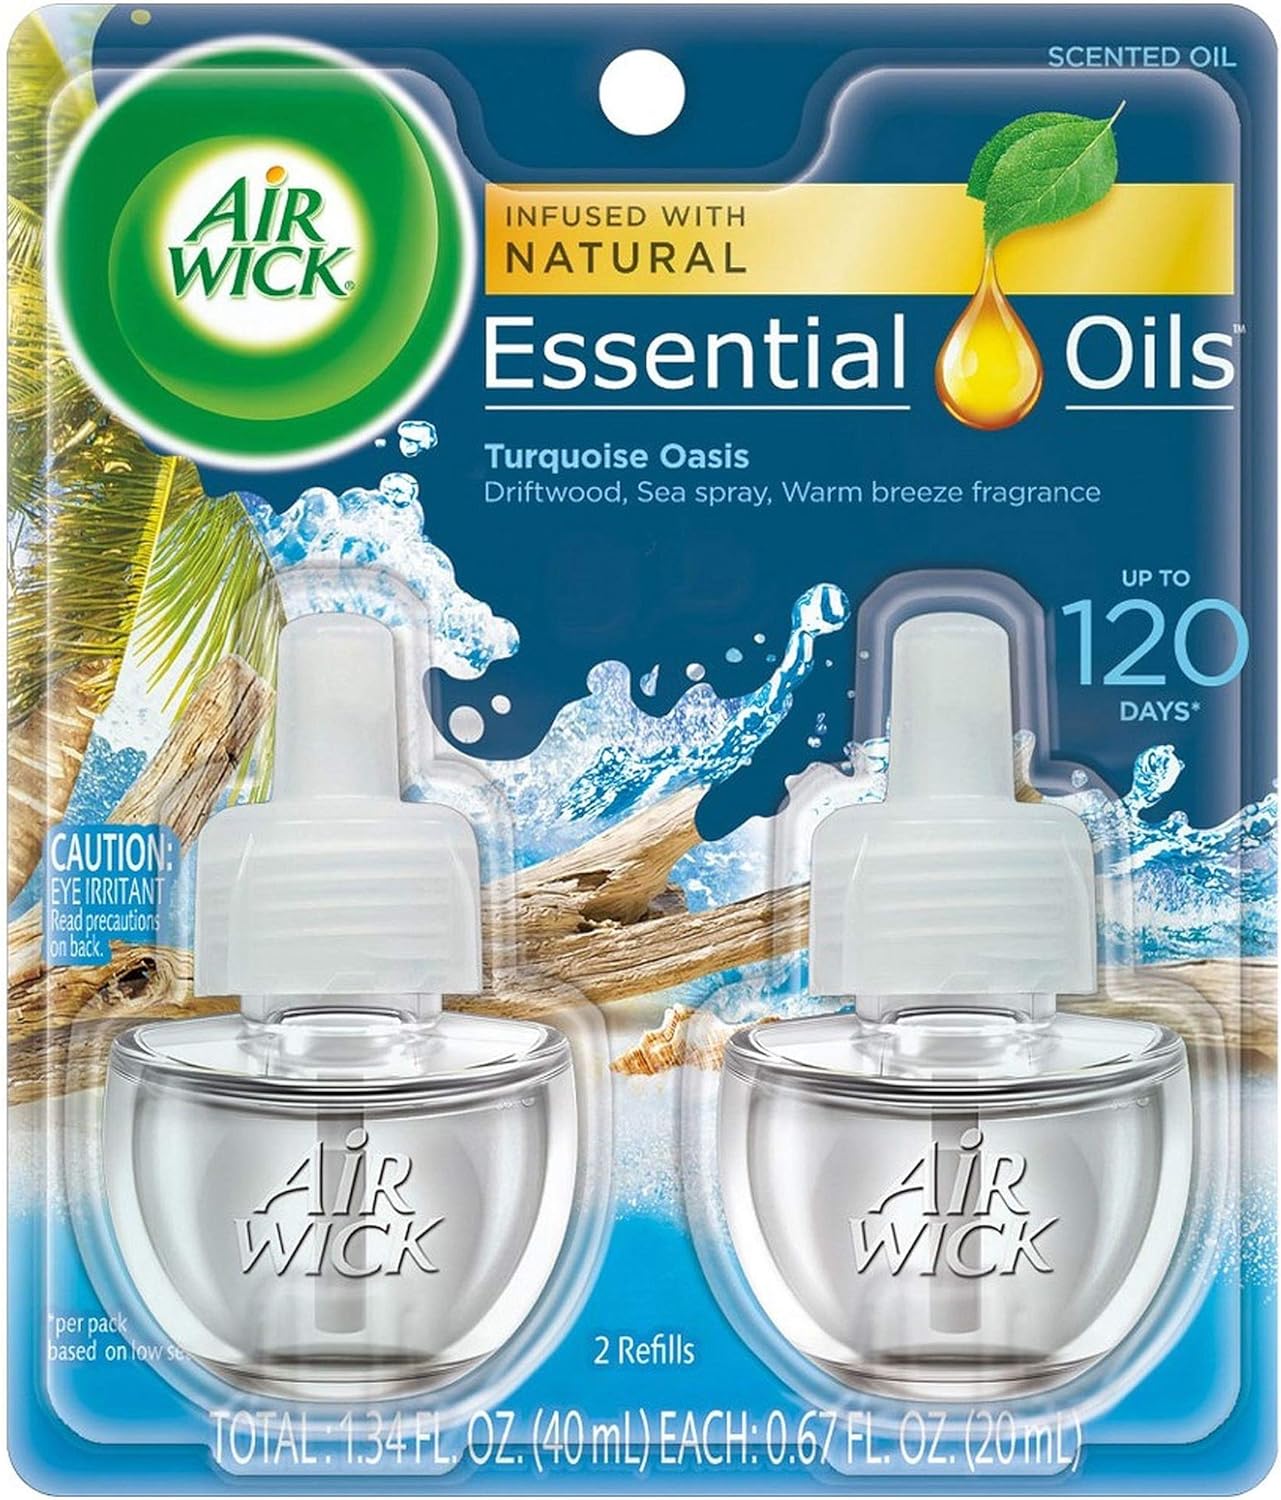 SCENTED OIL
AiR
WICK®
INFUSED WITH
NATURAL
Essential Oils™
Turquoise Oasis
Driftwood, Sea spray, Warm breeze fragrance
UP TO
120
DAYS*
CAUTION:
EYE IRRITANT
Read precautions
on back.
AiR
WICK
AiR
WICK
*per pack
based on low
2 Refills
TOTAL: 1.34 FL. OZ. (40 mL) EACH: 0.67 FL. OZ. (20 mL)